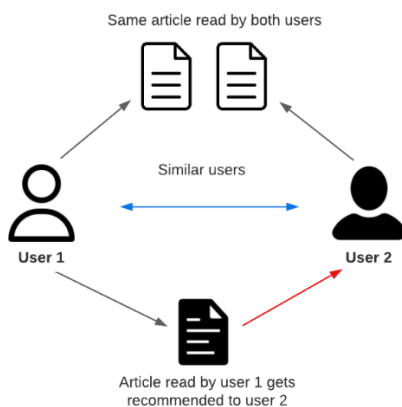 Same article read by both users
Similar users
User 1
User 2
Article read by user 1 gets
recommended to user 2